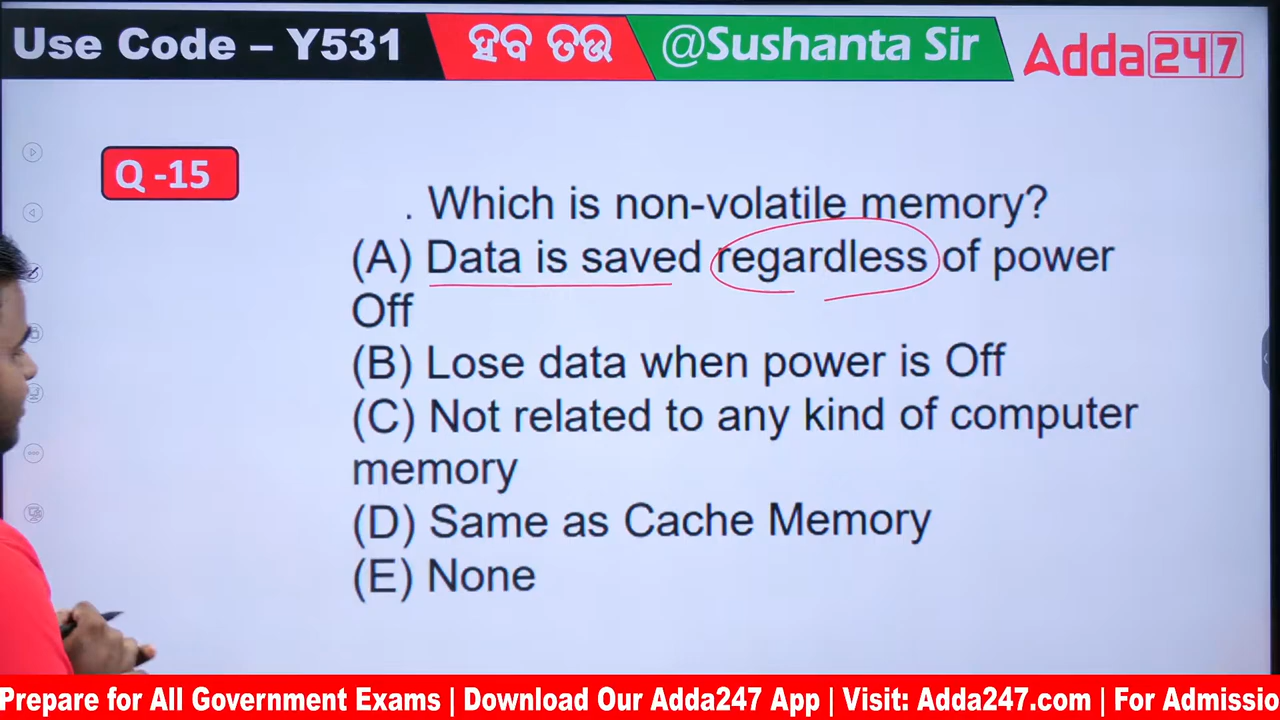 Use Code – Y531
ହବ ତଉ
@Sushanta Sir
Adda247
Q -15
. Which is non-volatile memory?
(A) Data is saved regardless of power
Off
(B) Lose data when power is Off
(C) Not related to any kind of computer
memory
(D) Same as Cache Memory
(E) None
Prepare for All Government Exams | Download Our Adda247 App | Visit: Adda247.com | For Admissio